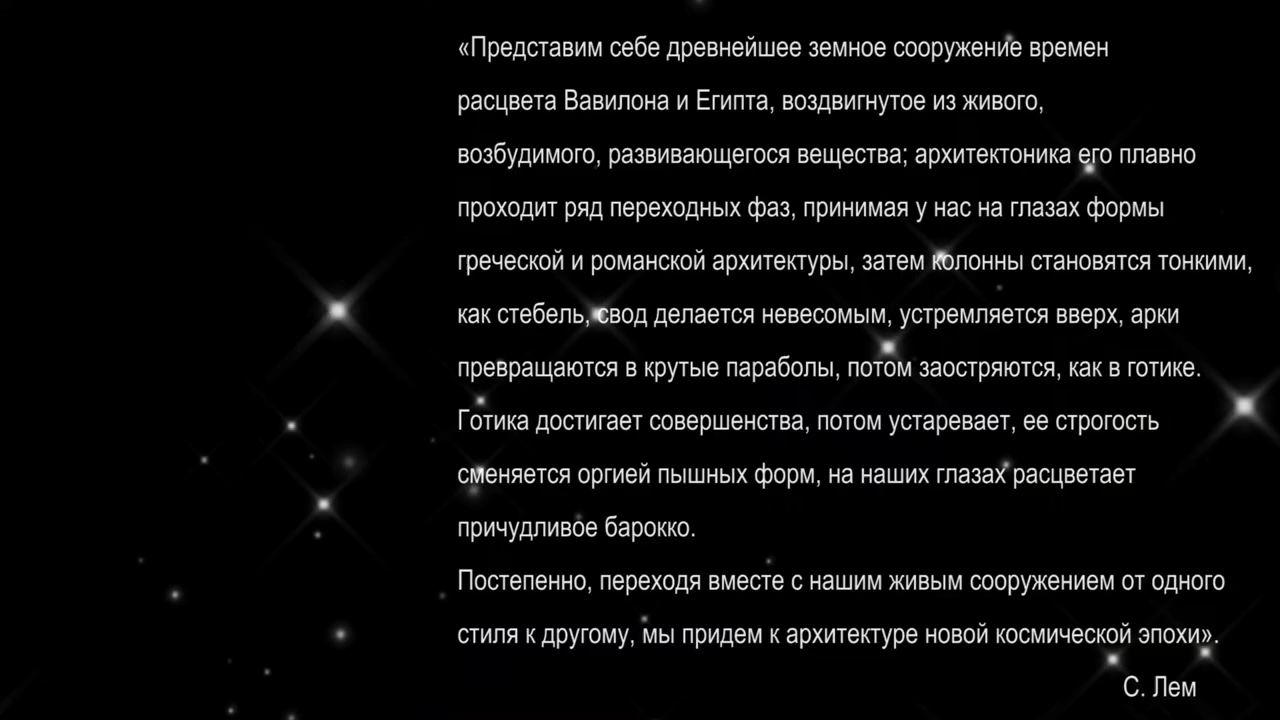 «Представим себе древнейшее земное сооружение времен
расцвета Вавилона и Египта, воздвигнутое из живого,
возбудимого, развивающегося вещества; архитектоника его плавно
проходит ряд переходных фаз, принимая у нас на глазах формы
греческой и романской архитектуры, затем колонны становятся тонкими,
как стебель, свод делается невесомым, устремляется вверх, арки
превращаются в крутые параболы, потом заостряются, как в готике.
Готика достигает совершенства, потом устаревает, ее строгость
сменяется оргией пышных форм, на наших глазах расцветает
причудливое барокко.
Постепенно, переходя вместе с нашим живым сооружением от одного
стиля к другому, мы придем к архитектуре новой космической эпохи».
С. Лем